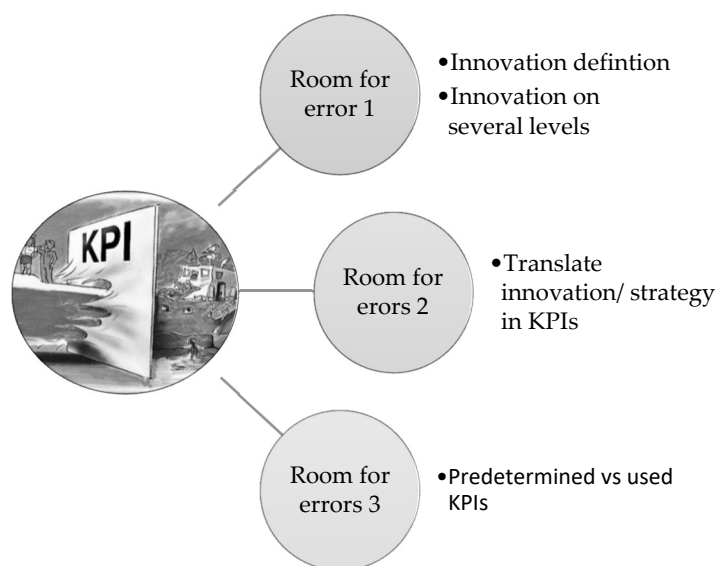 KPI
Room for
error 1
•Innovation defintion
•Innovation on
several levels
Room for
erors 2
•Translate
innovation/ strategy
in KPIs
Room for
errors 3
•Predetermined vs used
KPIs